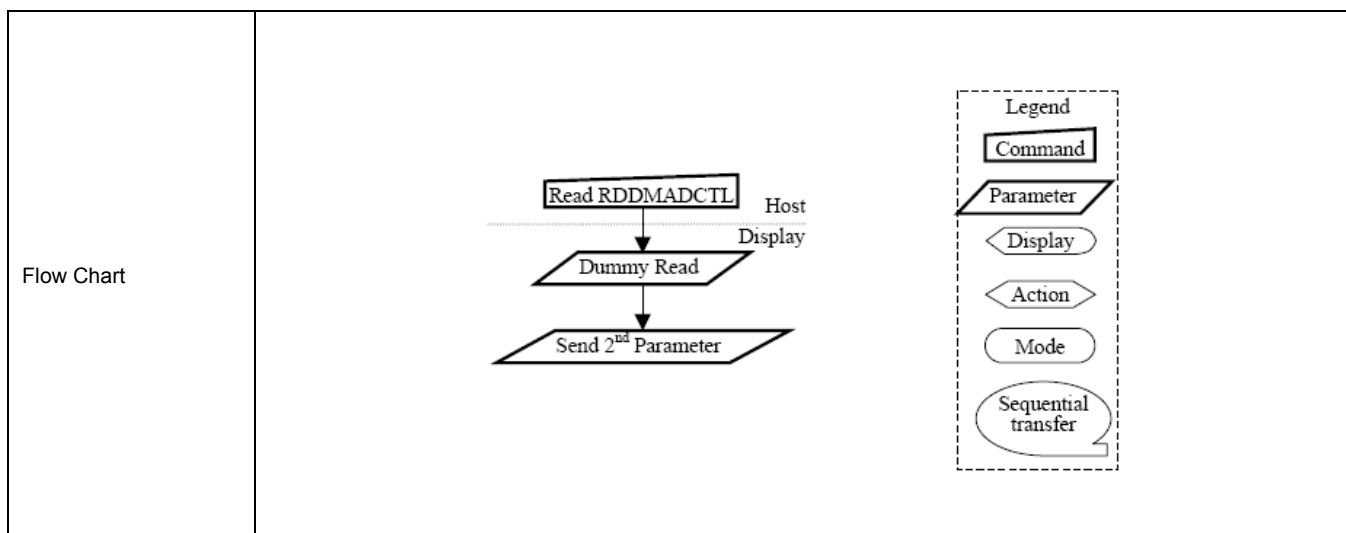 Flow Chart
Read RDDMADCTL
Host
Display
Dummy Read
Send 2nd Parameter
Legend
Command
Parameter
Display
Action
Mode
Sequential
transfer